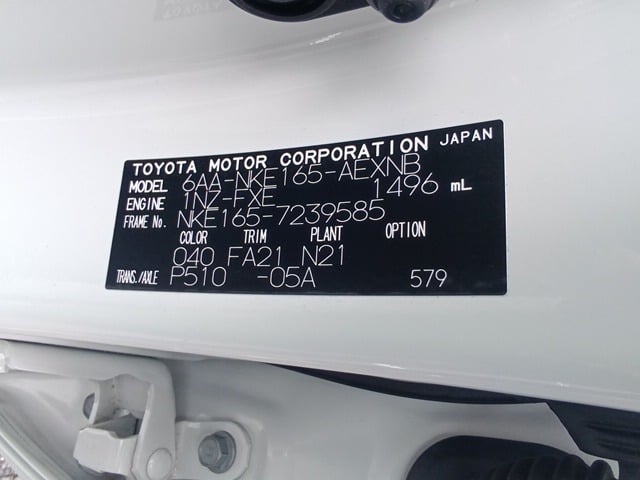 TOYOTA MOTOR CORPORATION JAPAN
MODEL 6AA-NKE165-AEXNB
ENGINE 1NZ-FXE 1496 mL
FRAME No. NKE165-7239585
COLOR TRIM PLANT OPTION
040 FA21 N21
TRANS./AXLE P510 -05A 579